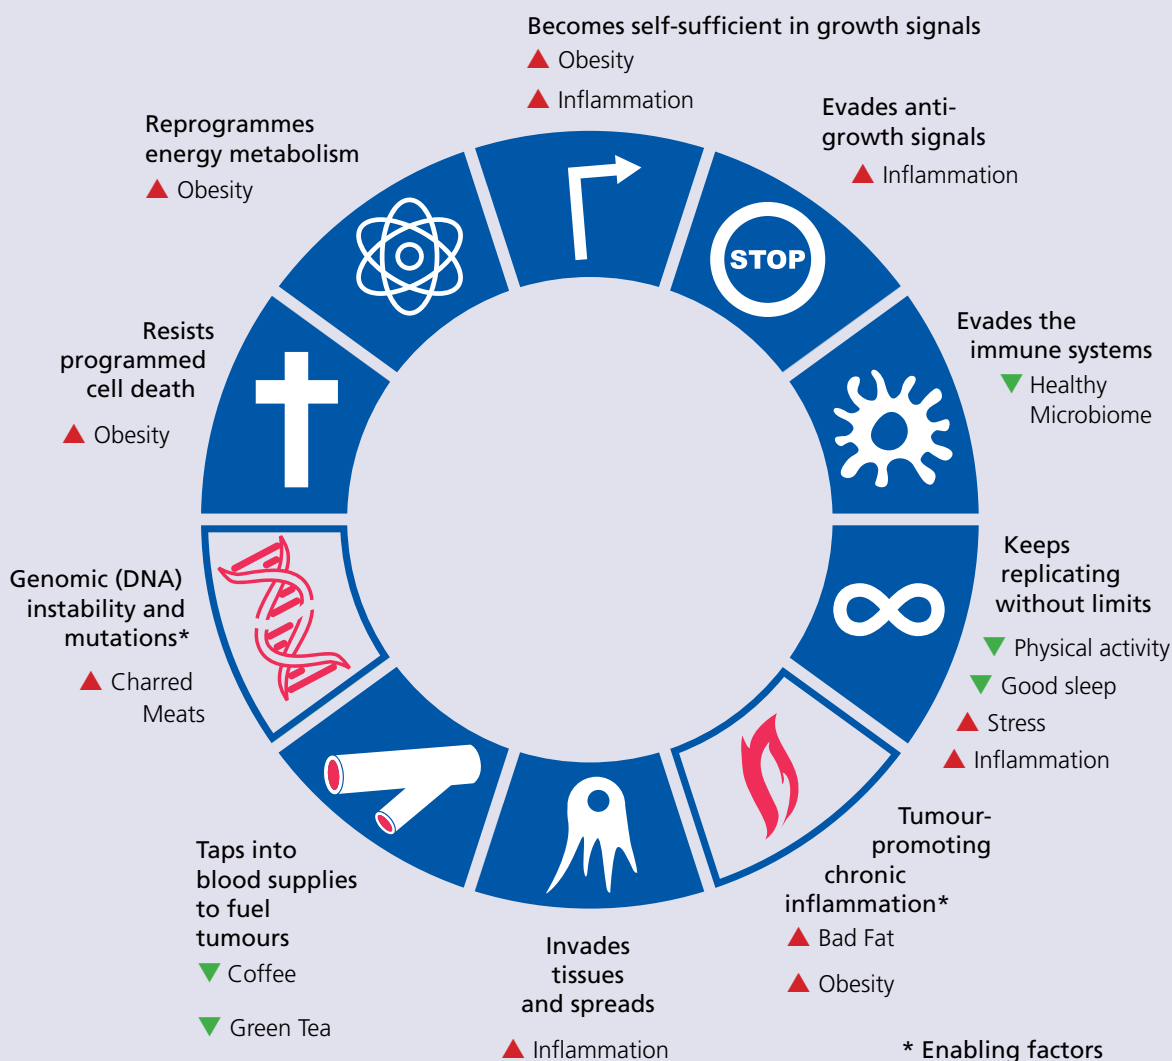 Becomes self-sufficient in growth signals
▲ Obesity
▲ Inflammation
Evades anti-
growth signals
▲ Inflammation
STOP
Evades the
immune systems
▼ Healthy
Microbiome
Keeps
replicating
without limits
▼ Physical activity
▼ Good sleep
▲ Stress
▲ Inflammation
Tumour-
promoting
chronic
inflammation*
▲ Bad Fat
▲ Obesity
Invades
tissues
and spreads
▲ Inflammation
Taps into
blood supplies
to fuel
tumours
▼ Coffee
▼ Green Tea
Genomic (DNA)
instability and
mutations*
▲ Charred
Meats
Resists
programmed
cell death
▲ Obesity
Reprogrammes
energy metabolism
▲ Obesity
* Enabling factors